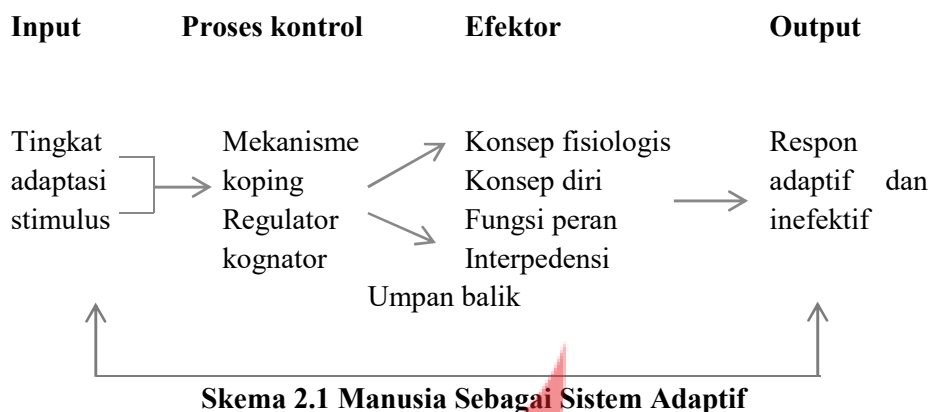 Input Proses kontrol Efektor Output
Tingkat Mekanisme Konsep fisiologis Respon
adaptasi koping Konsep diri adaptif dan
stimulus Regulator Fungsi peran inefektif
kognator Interpedensi
Umpan balik
Skema 2.1 Manusia Sebagai Sistem Adaptif